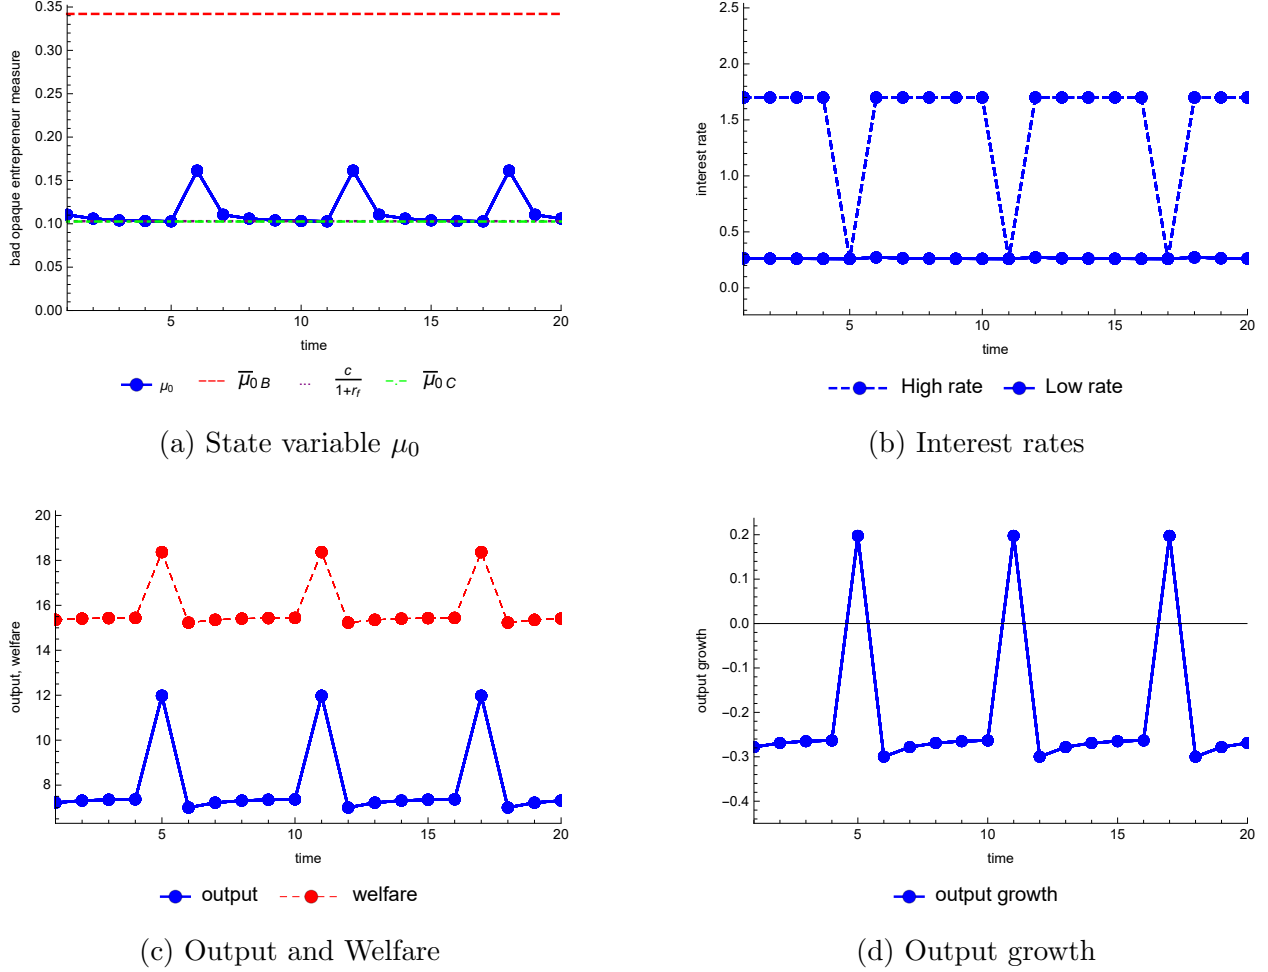 0.35
0.30
0.25
0.20
0.15
0.10
0.05
0.00
bad opaque entrepreneur measure
5 10 15 20
time
μ₀ μ̅₀ B c/(1+r_f) μ̅₀ C
(a) State variable μ₀
2.5
2.0
1.5
1.0
0.5
0.0
interest rate
5 10 15 20
time
High rate Low rate
(b) Interest rates
20
18
16
14
12
10
8
output, welfare
5 10 15 20
time
output welfare
(c) Output and Welfare
0.2
0.1
0.0
−0.1
−0.2
−0.3
−0.4
output growth
5 10 15 20
time
output growth
(d) Output growth